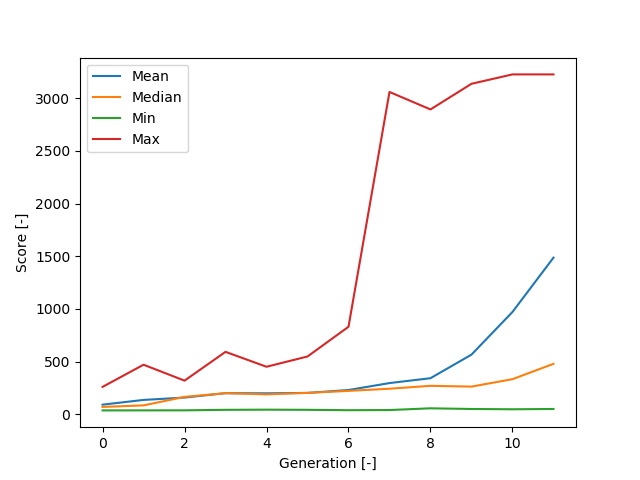 Mean
Median
Min
Max
3000
2500
2000
1500
1000
500
0
Score [-]
0 2 4 6 8 10
Generation [-]